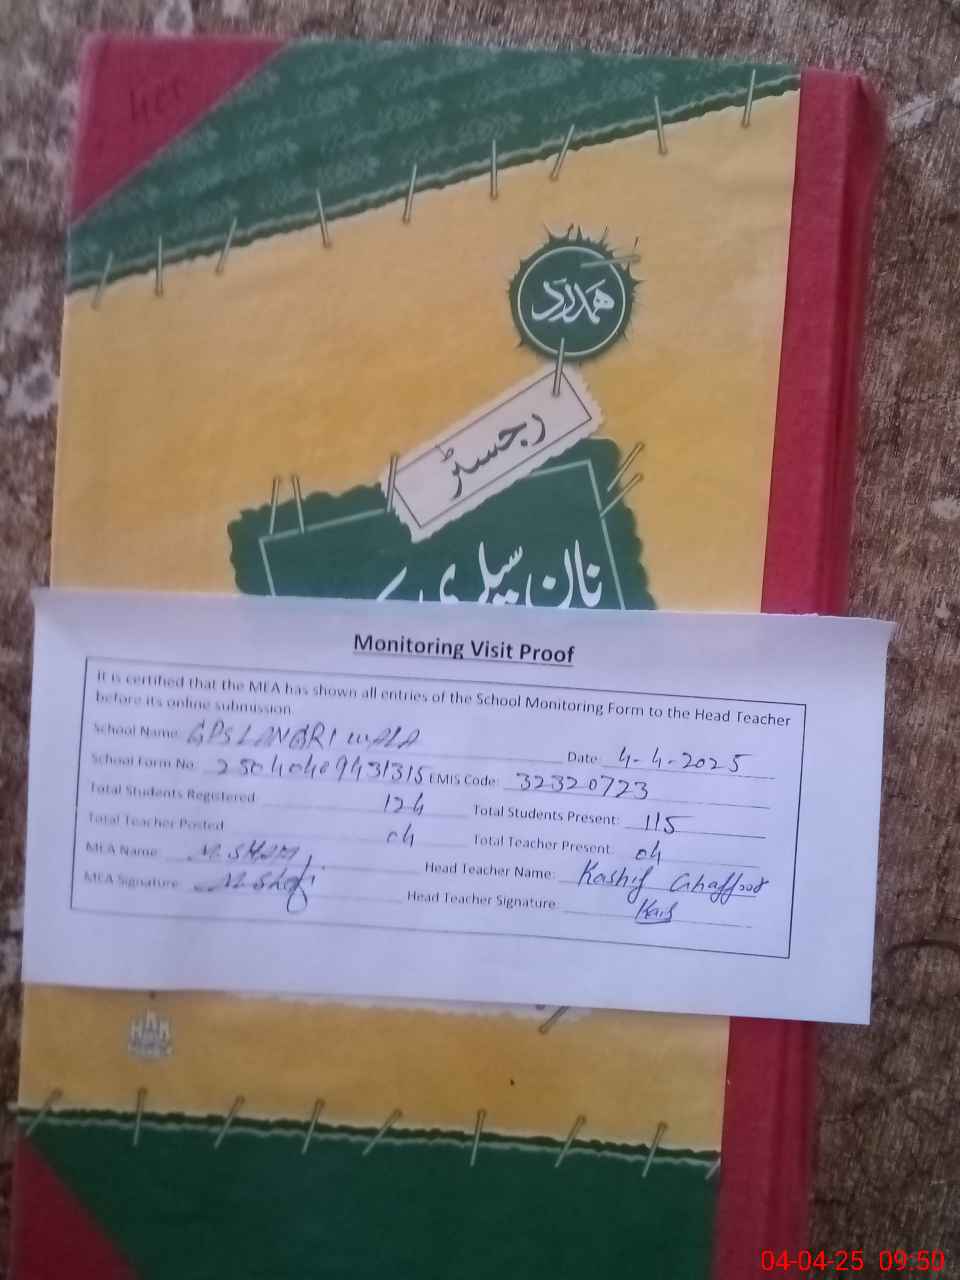 ہمدرد
رجسٹر
نان سیلری
Monitoring Visit Proof
It is certified that the MEA has shown all entries of the School Monitoring Form to the Head Teacher
before its online submission.
School Name: GPS LANGRI WALA Date: 4-4-2025
School Form No: EMIS Code: 32320723
Total Students Registered: 124 Total Students Present: 115
Total Teacher Posted 04 Total Teacher Present: 04
MEA Name: Head Teacher Name: Kashif Ghaffoor
MEA Signature: M.Shafi Head Teacher Signature: Kash
04-04-25 09:50